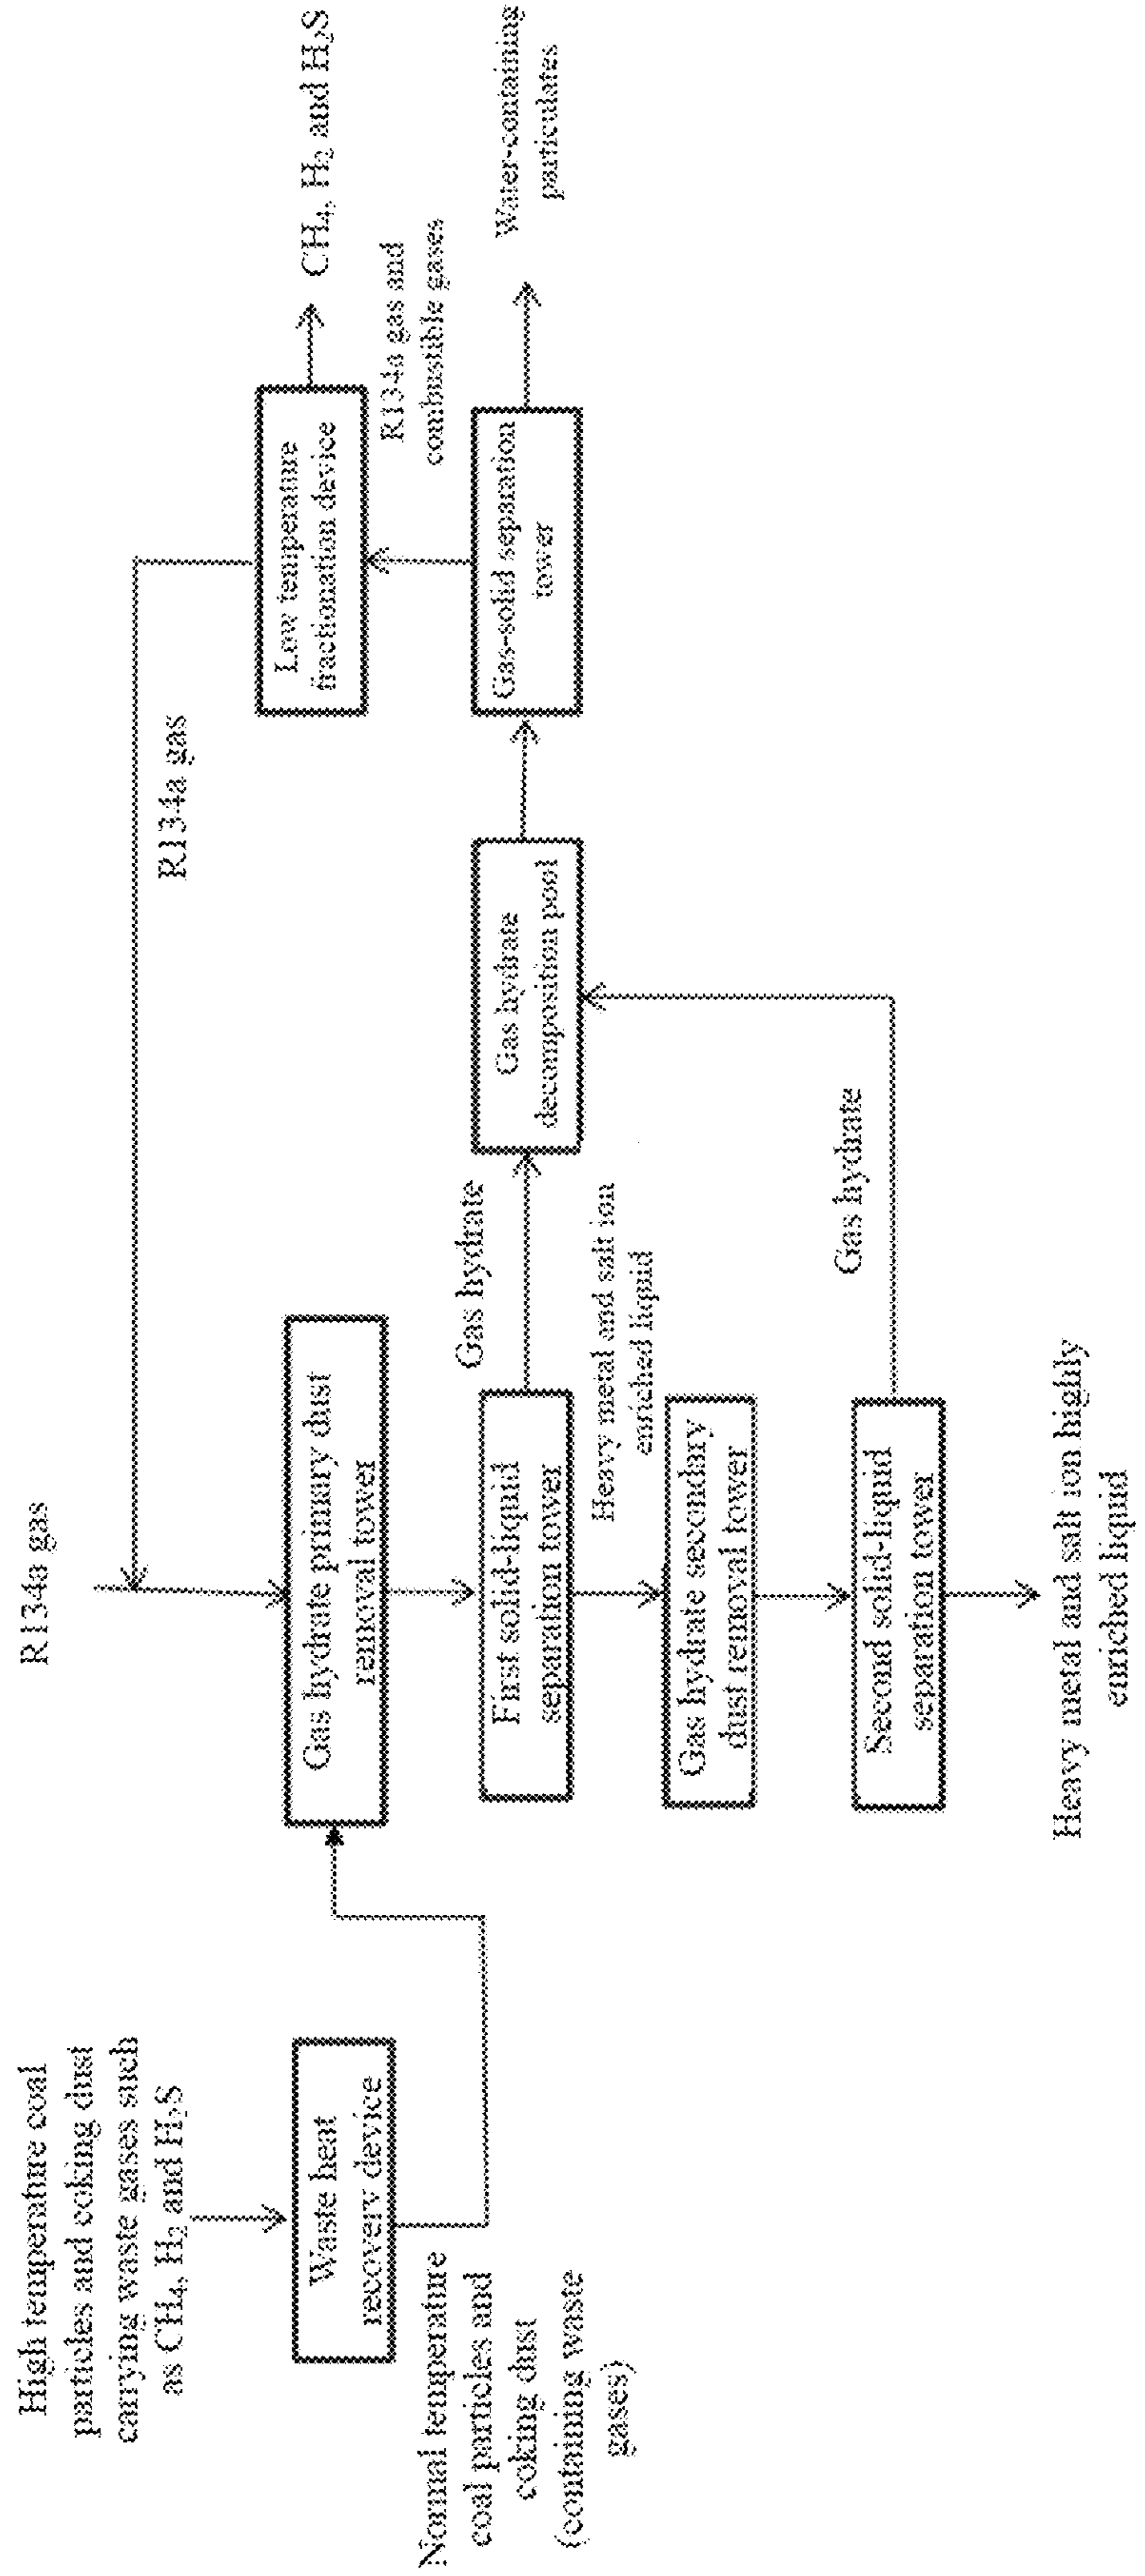 High temperature coal
particles and coking dust
carrying waste gases such
as CH₄, H₂ and H₂S
Waste heat
recovery device
Normal temperature
coal particles and
coking dust
(containing waste
gases)
R134a gas
R134a gas
Gas hydrate primary dust
removal tower
First solid-liquid
separation tower
Gas hydrate
Heavy metal and salt ion
enriched liquid
Gas hydrate secondary
dust removal tower
Second solid-liquid
separation tower
Gas hydrate
Heavy metal and salt ion highly
enriched liquid
Gas hydrate
decomposition pool
Gas-solid separation
tower
Water-containing
particulates
R134a gas and
combustible gases
Low temperature
fractionation device
CH₄, H₂ and H₂S